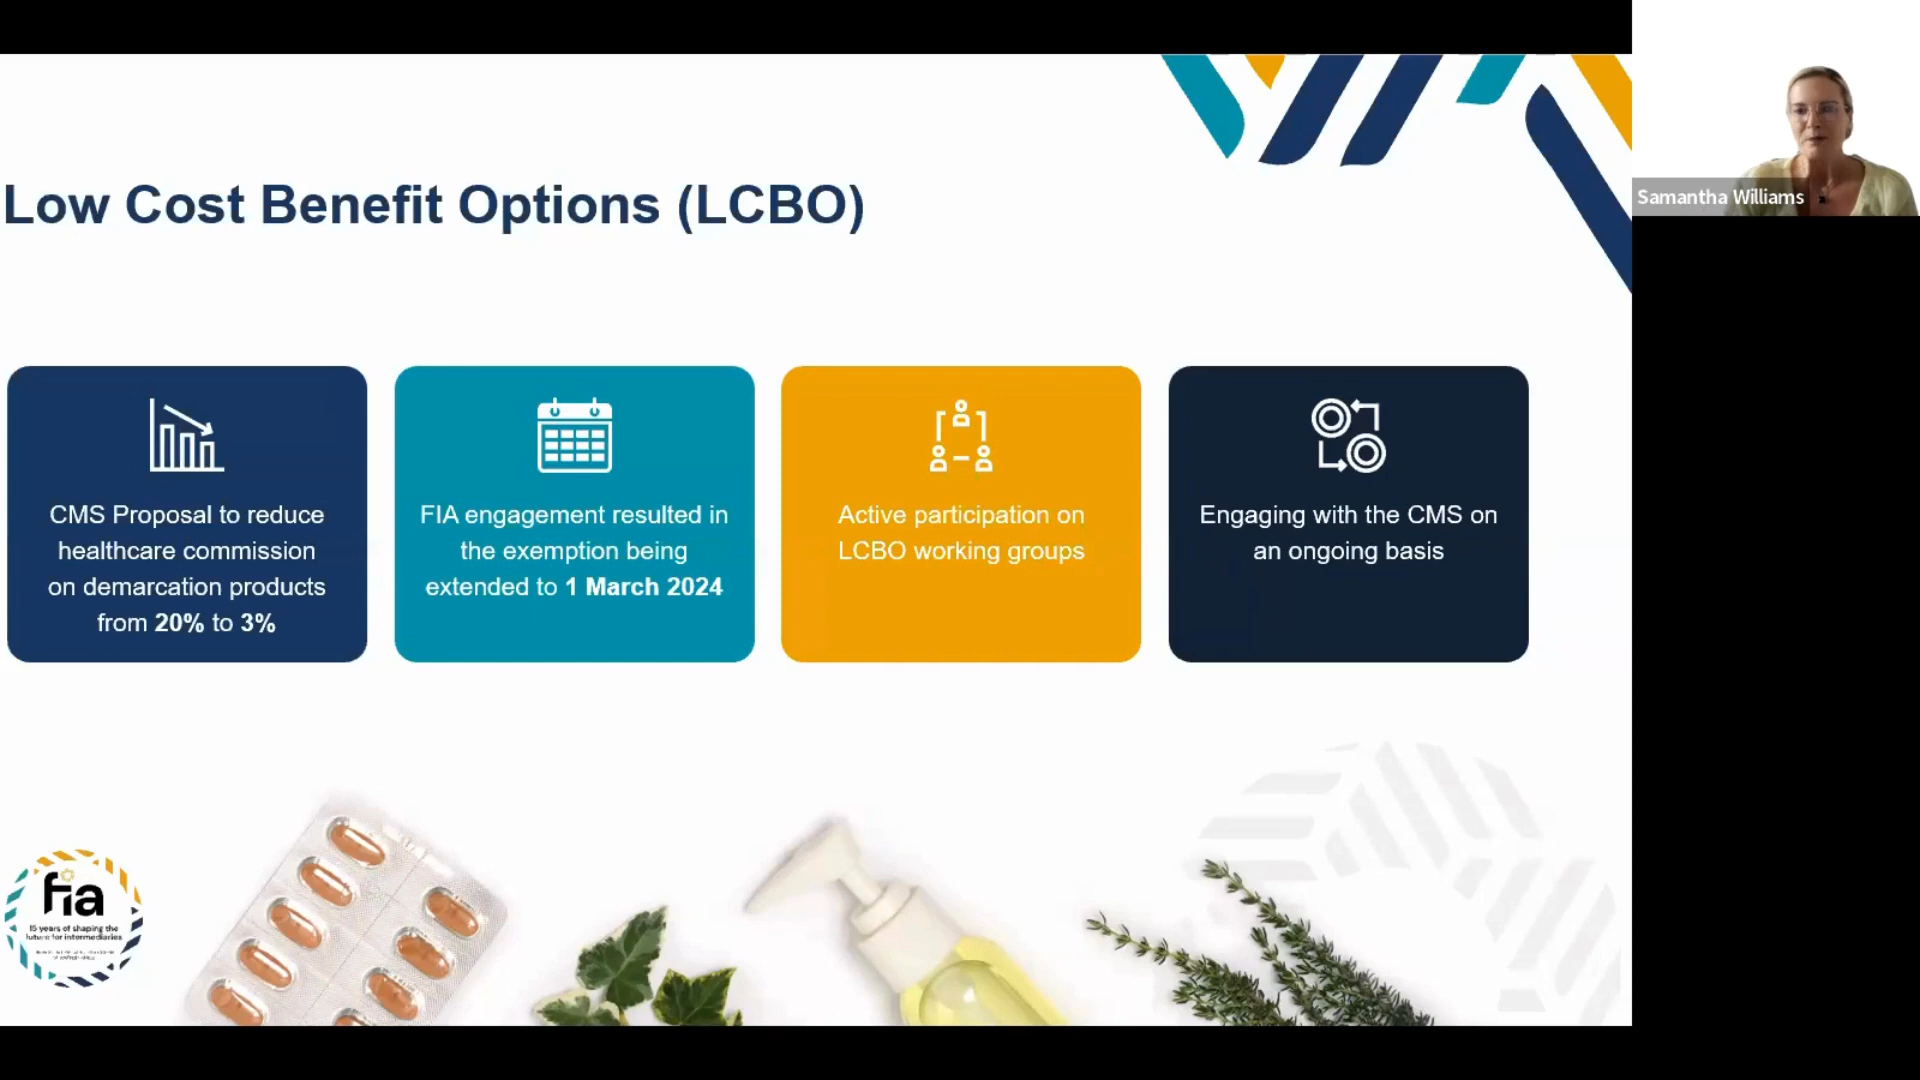 Low Cost Benefit Options (LCBO)
Samantha Williams
CMS Proposal to reduce
healthcare commission
on demarcation products
from 20% to 3%
FIA engagement resulted in
the exemption being
extended to 1 March 2024
Active participation on
LCBO working groups
Engaging with the CMS on
an ongoing basis
fia
15 years of shaping the
future for intermediaries